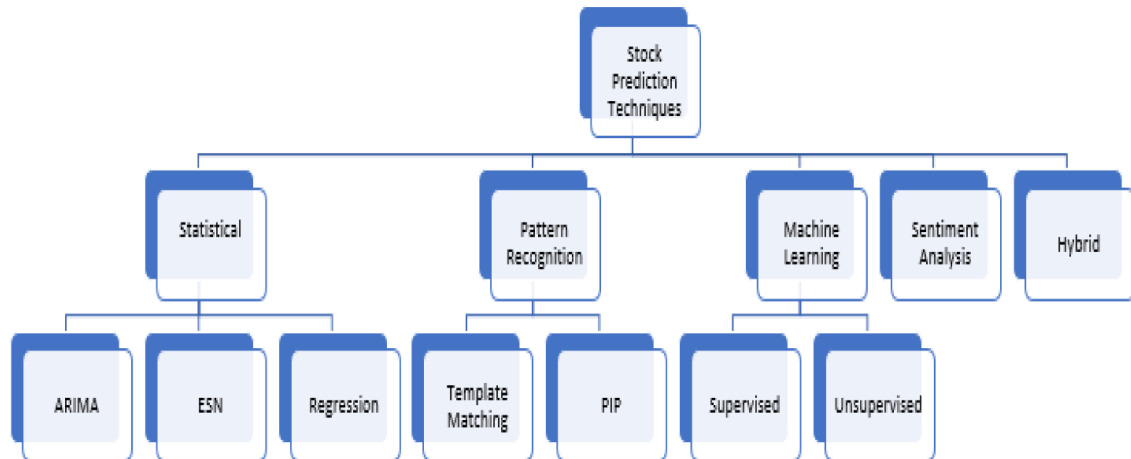 Stock
Prediction
Techniques
Statistical
Pattern
Recognition
Machine
Learning
Sentiment
Analysis
Hybrid
ARIMA
ESN
Regression
Template
Matching
PIP
Supervised
Unsupervised